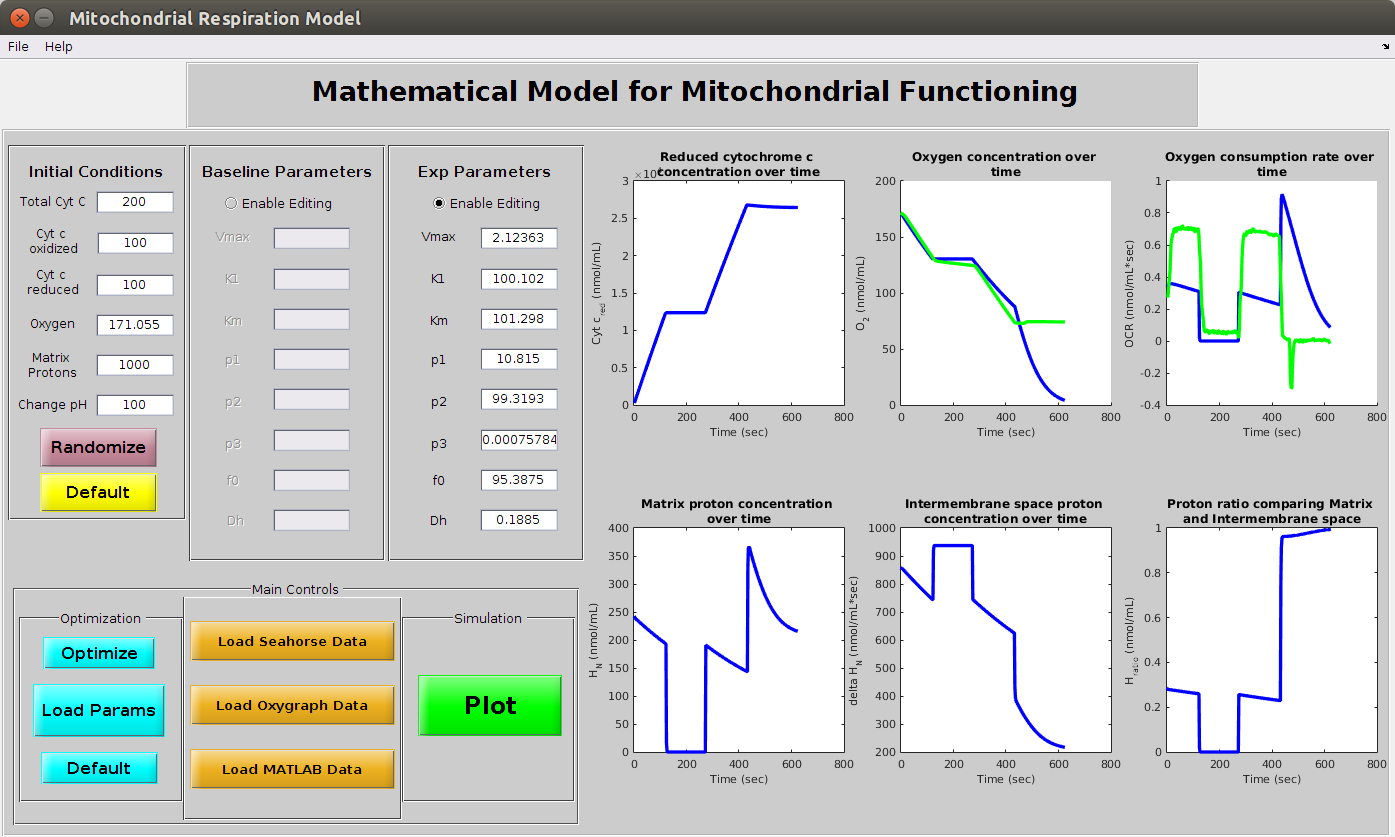 Mitochondrial Respiration Model
File Help
Mathematical Model for Mitochondrial Functioning
Initial Conditions
Total Cyt C 200
Cyt c
oxidized 100
Cyt c
reduced 100
Oxygen 171.055
Matrix
Protons 1000
Change pH 100
Randomize
Default
Baseline Parameters
Enable Editing
Vmax
K1
Km
p1
p2
p3
f0
Dh
Exp Parameters
Enable Editing
Vmax 2.12363
K1 100.102
Km 101.298
p1 10.815
p2 99.3193
p3 0.00075784
f0 95.3875
Dh 0.1885
Main Controls
Optimization
Optimize
Load Params
Default
Load Seahorse Data
Load Oxygraph Data
Load MATLAB Data
Simulation
Plot
Reduced cytochrome c
concentration over time
3
2.5
2
1.5
1
0.5
0
Cyt c red (nmol/mL)
0 200 400 600 800
Time (sec)
Oxygen concentration over
time
200
150
100
50
0
O2 (nmol/mL)
0 200 400 600 800
Time (sec)
Oxygen consumption rate over
time
1
0.8
0.6
0.4
0.2
0
-0.2
-0.4
OCR (nmol/mL*sec)
0 200 400 600 800
Time (sec)
Matrix proton concentration
over time
400
350
300
250
200
150
100
50
0
HN (nmol/mL)
0 200 400 600 800
Time (sec)
Intermembrane space proton
concentration over time
1000
900
800
700
600
500
400
300
200
delta HN (nmol/mL*sec)
0 200 400 600 800
Time (sec)
Proton ratio comparing Matrix
and Intermembrane space
1
0.8
0.6
0.4
0.2
0
Hratio (nmol/mL)
0 200 400 600 800
Time (sec)